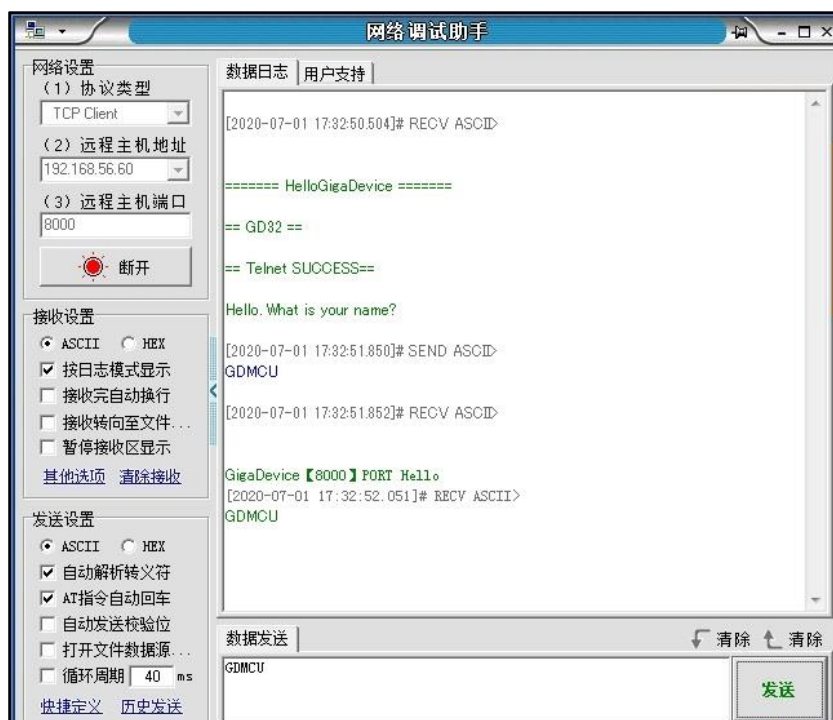 网络调试助手
网络设置
（1）协议类型
TCP Client
（2）远程主机地址
192.168.56.60
（3）远程主机端口
8000
断开
接收设置
ASCII HEX
按日志模式显示
接收完自动换行
接收转向至文件...
暂停接收区显示
其他选项 清除接收
发送设置
ASCII HEX
自动解析转义符
AT指令自动回车
自动发送校验位
打开文件数据源...
循环周期 40 ms
快捷定义 历史发送
数据日志 用户支持
[2020-07-01 17:32:50.504]# RECV ASCII>
======= HelloGigaDevice =======
== GD32 ==
== Telnet SUCCESS==
Hello. What is your name?
[2020-07-01 17:32:51.850]# SEND ASCII>
GDMCU
[2020-07-01 17:32:51.852]# RECV ASCII>
GigaDevice【8000】PORT Hello
[2020-07-01 17:32:52.051]# RECV ASCII>
GDMCU
数据发送 清除 清除
GDMCU
发送